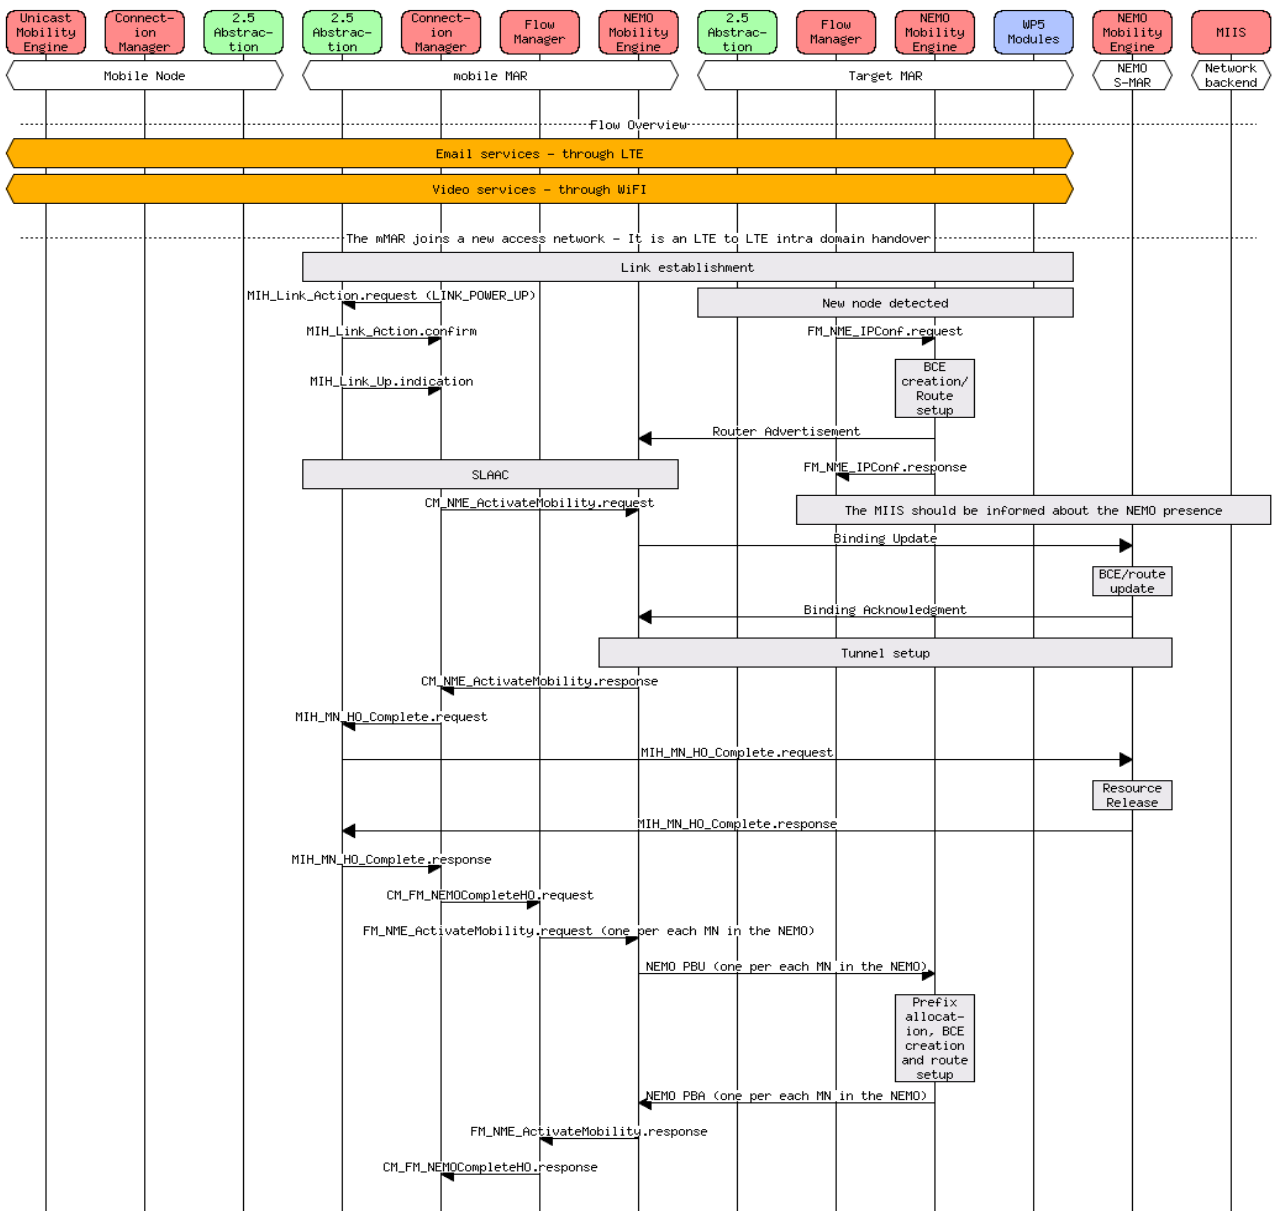 Unicast
Mobility
Engine
Connect-
ion
Manager
2.5
Abstrac-
tion
2.5
Abstrac-
tion
Connect-
ion
Manager
Flow
Manager
NEMO
Mobility
Engine
2.5
Abstrac-
tion
Flow
Manager
NEMO
Mobility
Engine
WP5
Modules
NEMO
Mobility
Engine
MIIS
Mobile Node
mobile MAR
Target MAR
NEMO
S-MAR
Network
backend
Flow Overview
Email services - through LTE
Video services - through WiFI
The mMAR joins a new access network - It is an LTE to LTE intra domain handover
Link establishment
MIH_Link_Action.request (LINK_POWER_UP)
New node detected
MIH_Link_Action.confirm
FM_NME_IPConf.request
BCE
creation/
Route
setup
MIH_Link_Up.indication
Router Advertisement
SLAAC
FM_NME_IPConf.response
CM_NME_ActivateMobility.request
The MIIS should be informed about the NEMO presence
Binding Update
BCE/route
update
Binding Acknowledgment
Tunnel setup
CM_NME_ActivateMobility.response
MIH_MN_HO_Complete.request
MIH_MN_HO_Complete.request
Resource
Release
MIH_MN_HO_Complete.response
MIH_MN_HO_Complete.response
CM_FM_NEMOCompleteHO.request
FM_NME_ActivateMobility.request (one per each MN in the NEMO)
NEMO PBU (one per each MN in the NEMO)
Prefix
allocat-
ion, BCE
creation
and route
setup
NEMO PBA (one per each MN in the NEMO)
FM_NME_ActivateMobility.response
CM_FM_NEMOCompleteHO.response